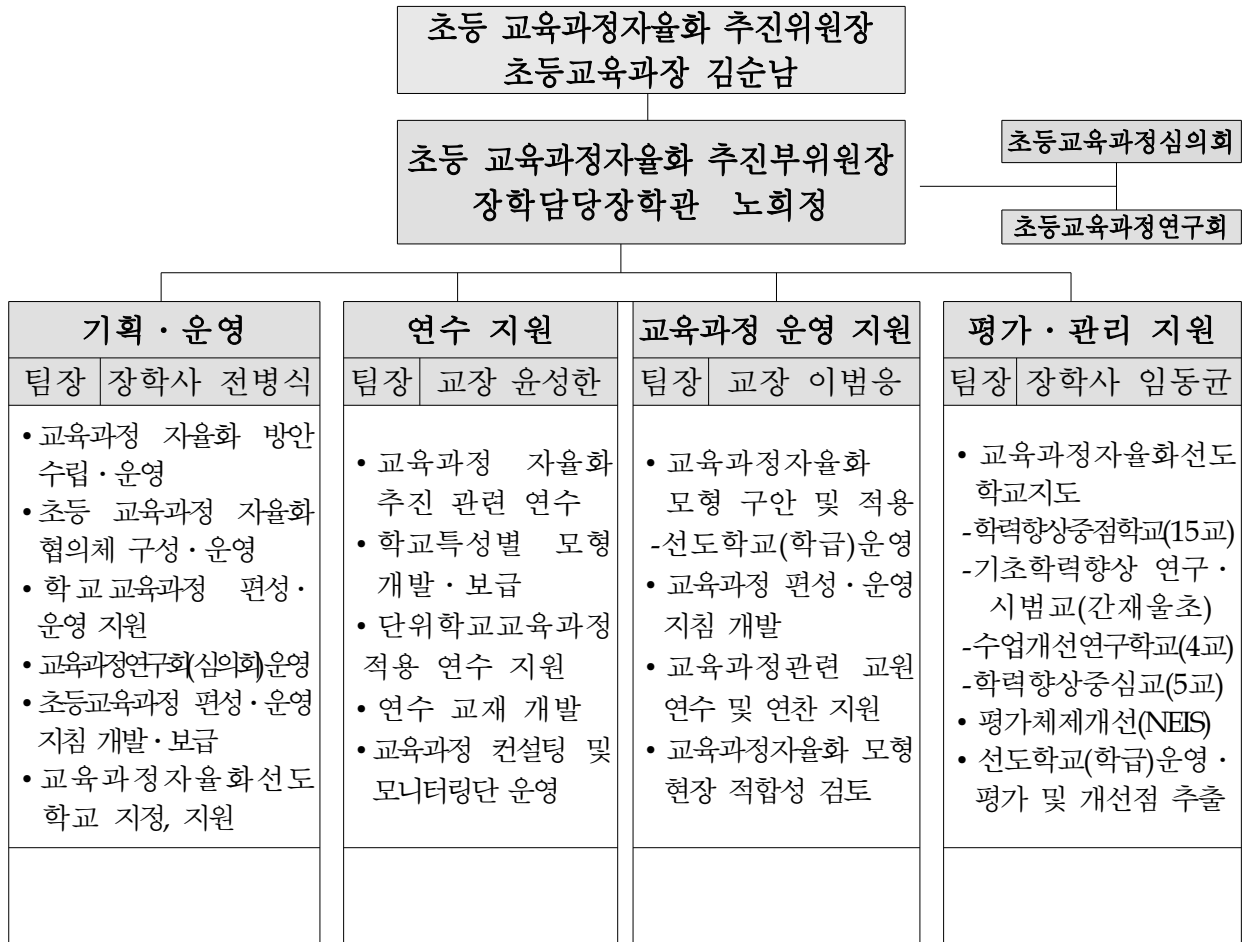 초등 교육과정자율화 추진위원장
초등교육과장 김순남
초등 교육과정자율화 추진부위원장
장학담당장학관 노희정
초등교육과정심의회
초등교육과정연구회
기획·운영
팀장 장학사 전병식
• 교육과정 자율화 방안
수립·운영
• 초등 교육과정 자율화
협의체 구성·운영
• 학교교육과정 편성·
운영 지원
• 교육과정연구회(심의회)운영
• 초등교육과정 편성·운영
지침 개발·보급
• 교육과정자율화선도
학교 지정, 지원
연수 지원
팀장 교장 윤성한
• 교육과정 자율화
추진 관련 연수
• 학교특성별 모형
개발·보급
• 단위학교교육과정
적용 연수 지원
• 연수 교재 개발
• 교육과정 컨설팅 및
모니터링단 운영
교육과정 운영 지원
팀장 교장 이범응
• 교육과정자율화
모형 구안 및 적용
-선도학교(학급)운영
• 교육과정 편성·운영
지침 개발
• 교육과정관련 교원
연수 및 연찬 지원
• 교육과정자율화 모형
현장 적합성 검토
평가·관리 지원
팀장 장학사 임동균
• 교육과정자율화선도
학교지도
-학력향상중점학교(15교)
-기초학력향상 연구·
시범교(간재울초)
-수업개선연구학교(4교)
-학력향상중심교(5교)
• 평가체제개선(NEIS)
• 선도학교(학급)운영·
평가 및 개선점 추출